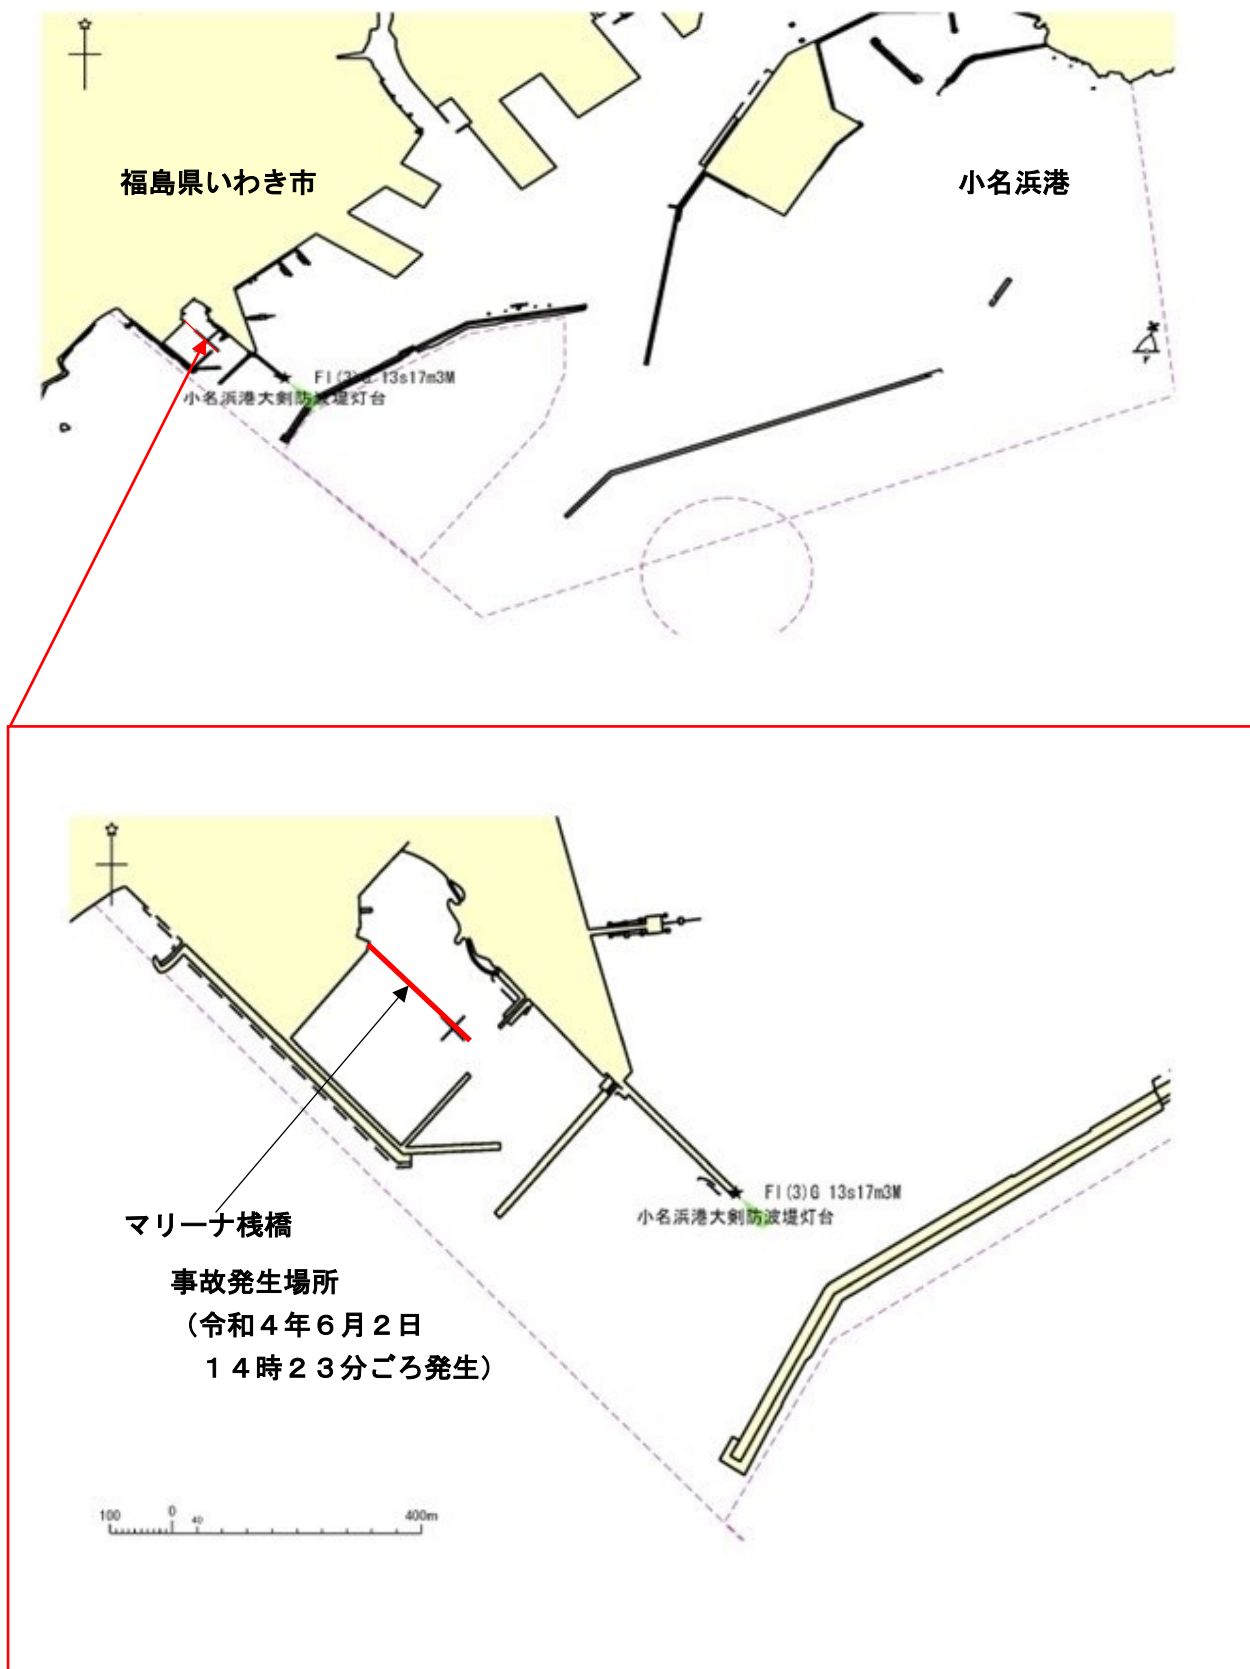 福島県いわき市
小名浜港
Fl(3)G 13s17m3M
小名浜港大剣防波堤灯台
Fl(3)G 13s17m3M
小名浜港大剣防波堤灯台
マリーナ桟橋
事故発生場所
（令和４年６月２日
１４時２３分ごろ発生）
100 0 40 400m